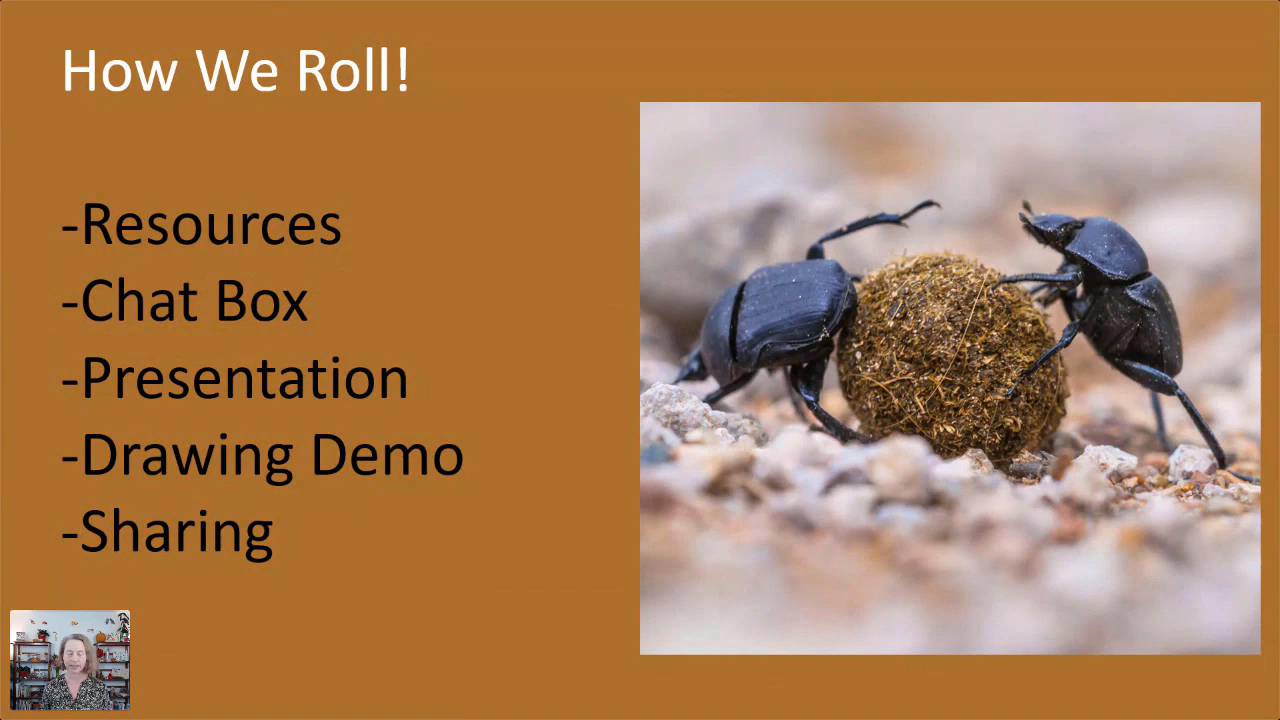 How We Roll!
-Resources
-Chat Box
-Presentation
-Drawing Demo
-Sharing